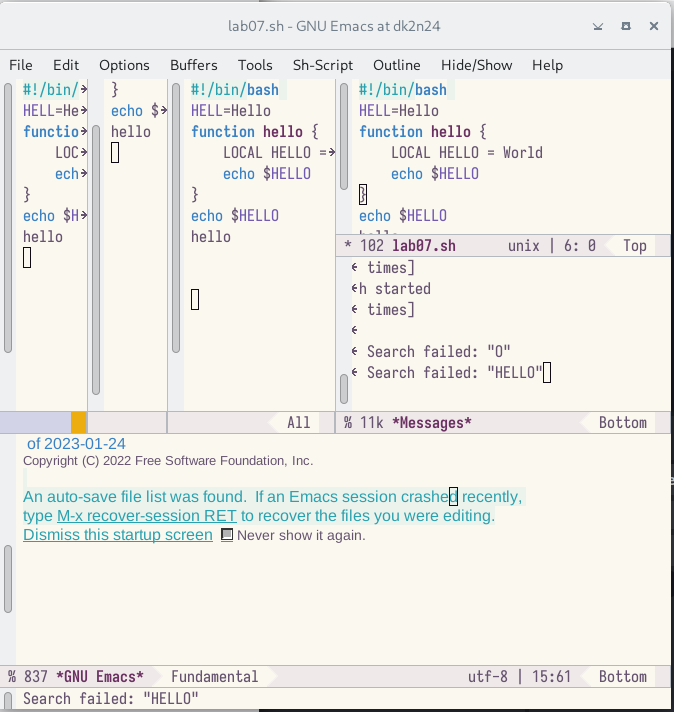 lab07.sh - GNU Emacs at dk2n24
File Edit Options Buffers Tools Sh-Script Outline Hide/Show Help
#!/bin/
HELL=He
functio
LOC
ech
}
echo $H
hello
}
echo $
hello
#!/bin/bash
HELL=Hello
function hello {
LOCAL HELLO =
echo $HELLO
}
echo $HELLO
hello
#!/bin/bash
HELL=Hello
function hello {
LOCAL HELLO = World
echo $HELLO
}
echo $HELLO
hello
* 102 lab07.sh unix | 6: 0 Top
times]
h started
times]
Search failed: "O"
Search failed: "HELLO"
All
% 11k *Messages* Bottom
of 2023-01-24
Copyright (C) 2022 Free Software Foundation, Inc.
An auto-save file list was found.  If an Emacs session crashed recently,
type M-x recover-session RET to recover the files you were editing.
Dismiss this startup screen Never show it again.
% 837 *GNU Emacs* Fundamental utf-8 | 15:61 Bottom
Search failed: "HELLO"